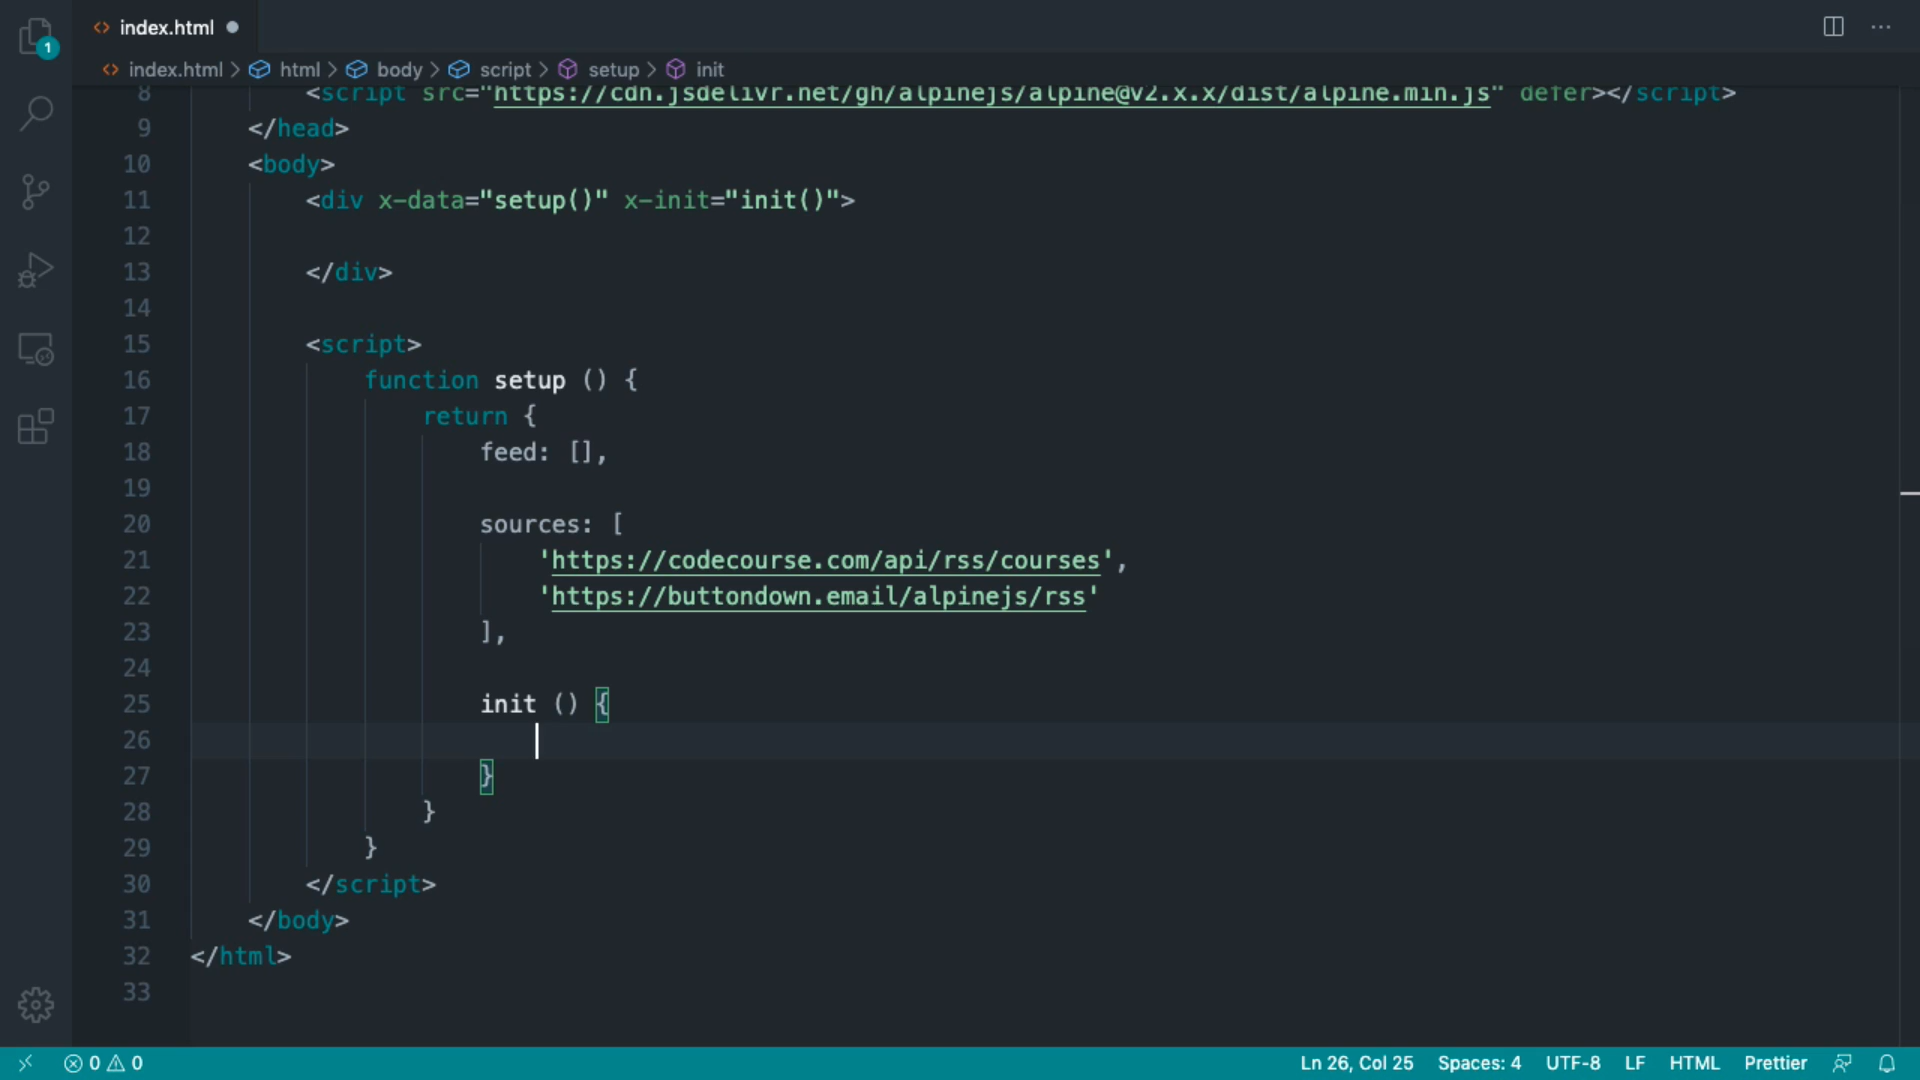 index.html
index.html > html > body > script > setup > init
1
8 <script src="https://cdn.jsdelivr.net/gh/alpinejs/alpine@v2.x.x/dist/alpine.min.js" defer></script>
9 </head>
10 <body>
11 <div x-data="setup()" x-init="init()">
12
13 </div>
14
15 <script>
16 function setup () {
17 return {
18 feed: [],
19
20 sources: [
21 'https://codecourse.com/api/rss/courses',
22 'https://buttondown.email/alpinejs/rss'
23 ],
24
25 init () {
26
27 }
28 }
29 }
30 </script>
31 </body>
32 </html>
33
0 0 Ln 26, Col 25 Spaces: 4 UTF-8 LF HTML Prettier